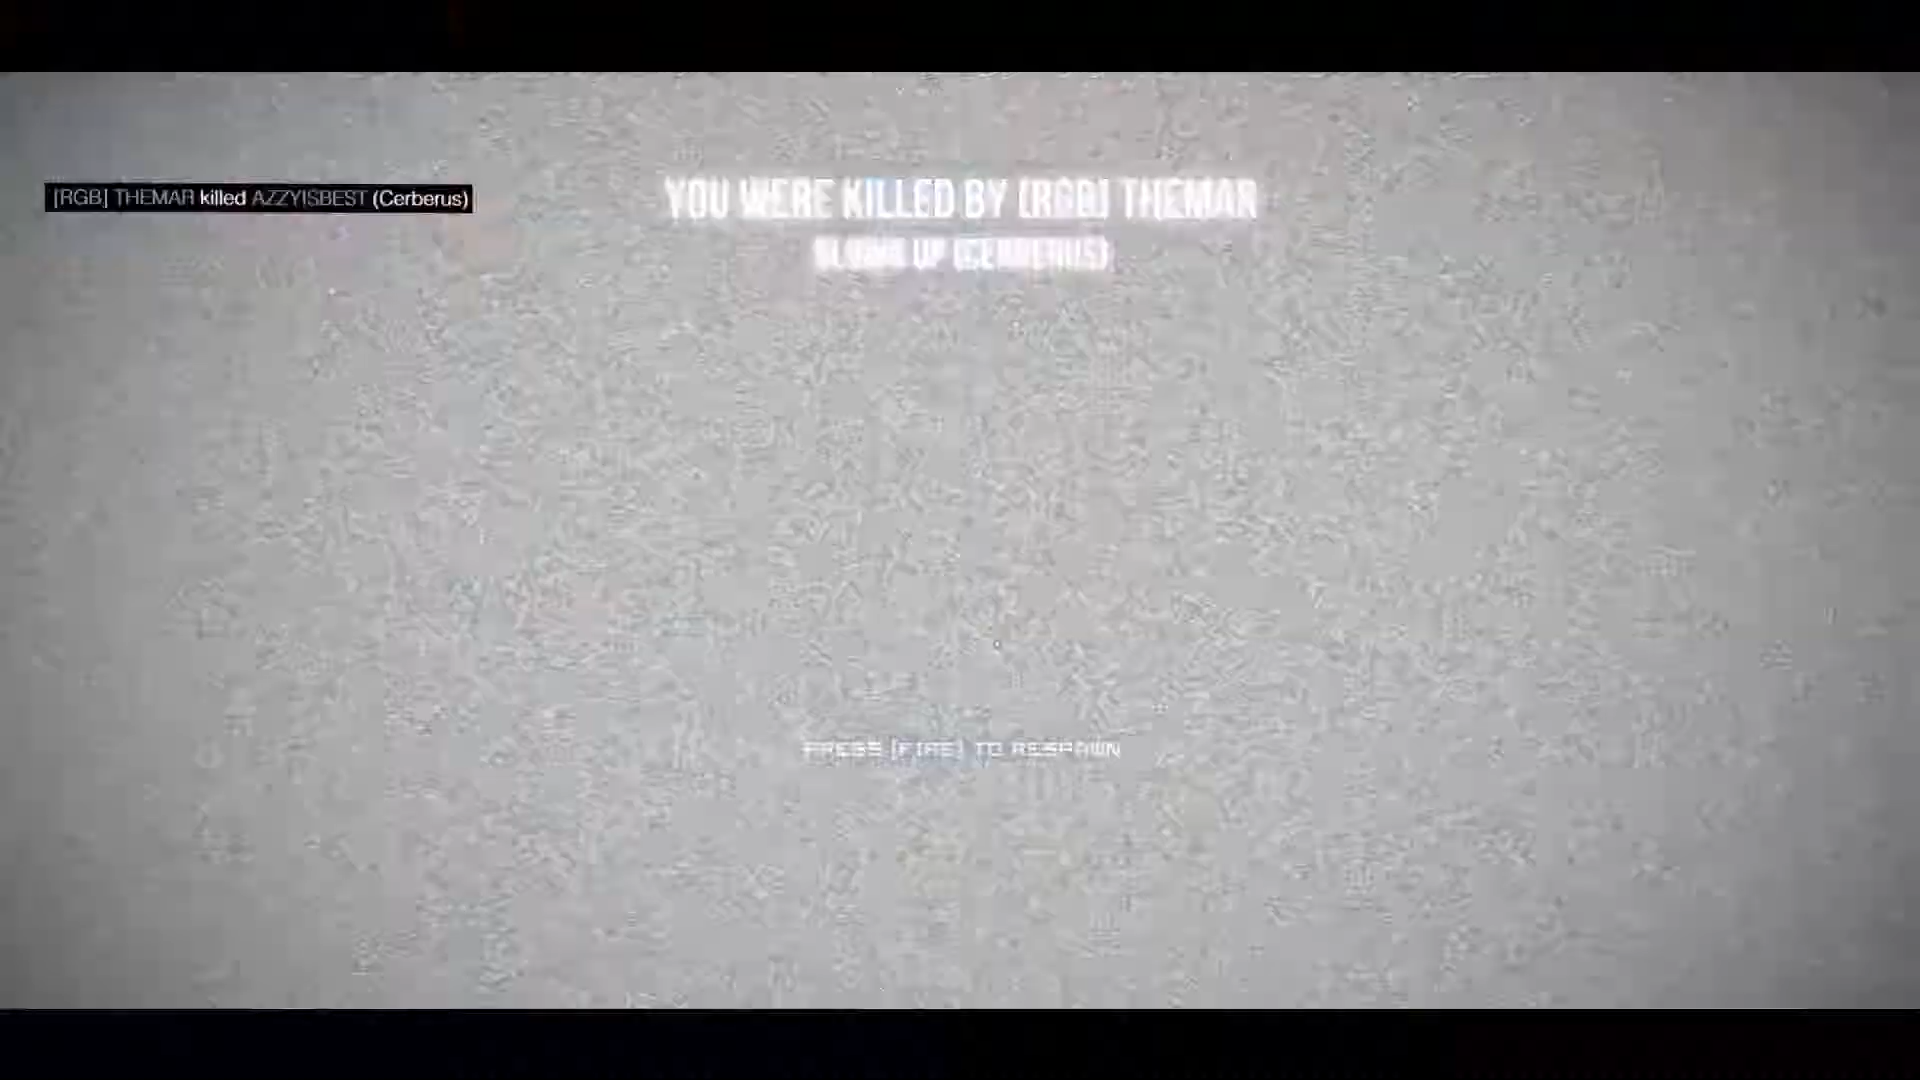 [RGB] THEMAR killed AZZYISBEST (Cerberus)
YOU WERE KILLED BY [RGB] THEMAR
BLOWN UP (CERBERUS)
PRESS [FIRE] TO RESPAWN